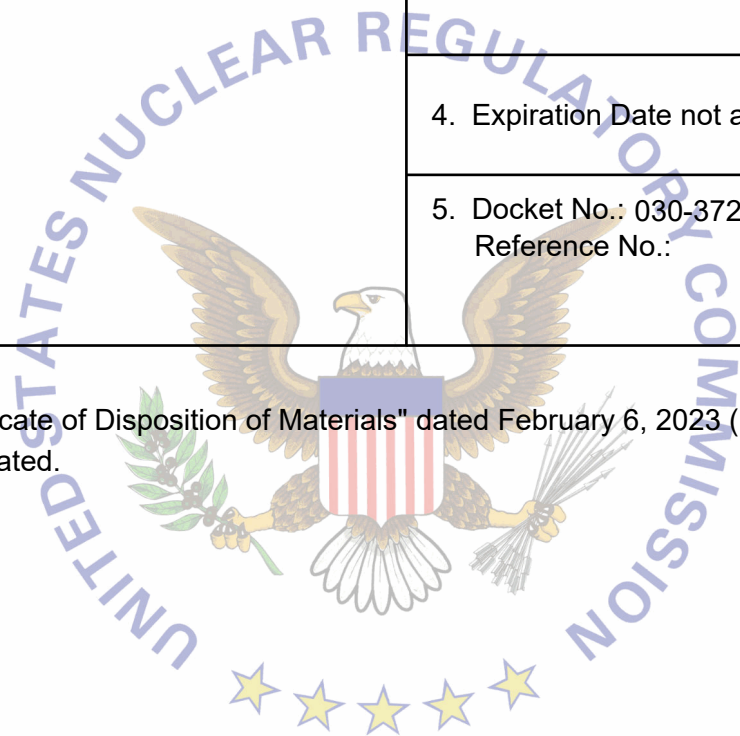 UNITED STATES NUCLEAR REGULATORY COMMISSION
4. Expiration Date not a
5. Docket No.: 030-372
Reference No.:
cate of Disposition of Materials" dated February 6, 2023 (
ated.